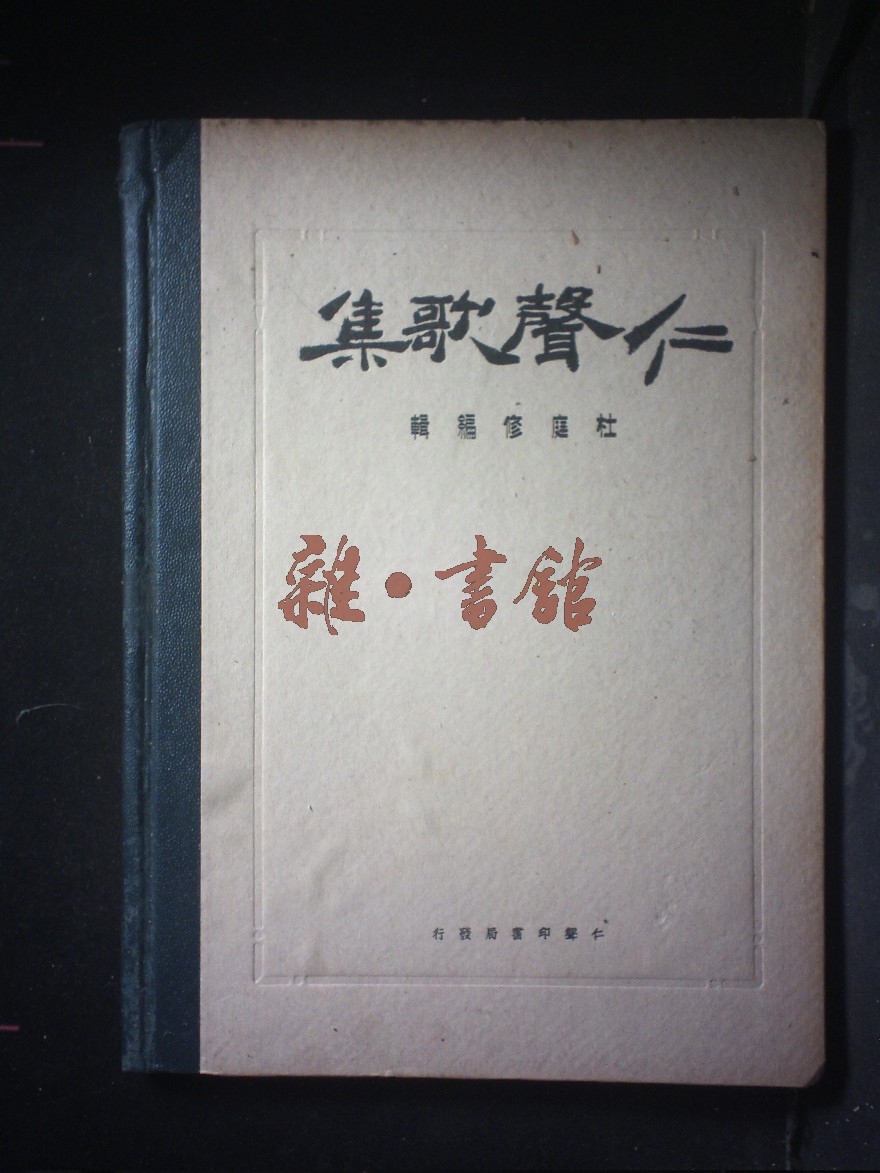 仁聲歌集
杜庭修編輯
雜·書館
仁聲印書局發行